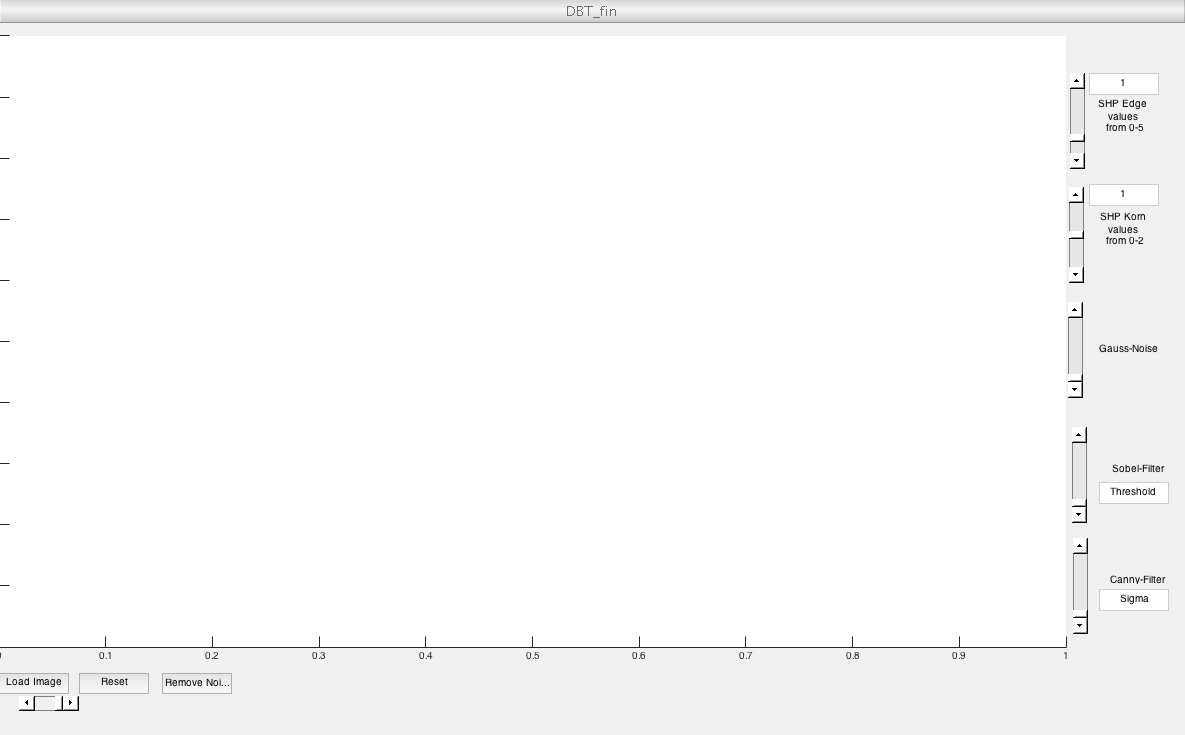 DBT_fin
1
SHP Edge
values
from 0-5
1
SHP Korn
values
from 0-2
Gauss-Noise
Sobel-Filter
Threshold
Canny-Filter
Sigma
0.1 0.2 0.3 0.4 0.5 0.6 0.7 0.8 0.9 1
Load Image Reset Remove Noi...